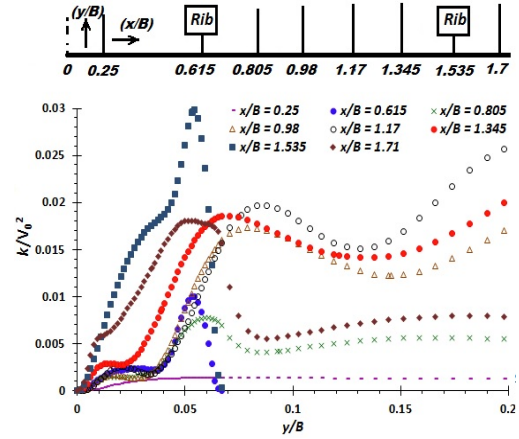 (y/B)
(x/B)
Rib
Rib
0 0.25 0.615 0.805 0.98 1.17 1.345 1.535 1.7
0.03
x/B = 0.25 x/B = 0.615 x/B = 0.805
x/B = 0.98 x/B = 1.17 x/B = 1.345
x/B = 1.535 x/B = 1.71
0.025
0.02
k/V₀²
0.015
0.01
0.005
0
0 0.05 0.1 0.15 0.2
y/B